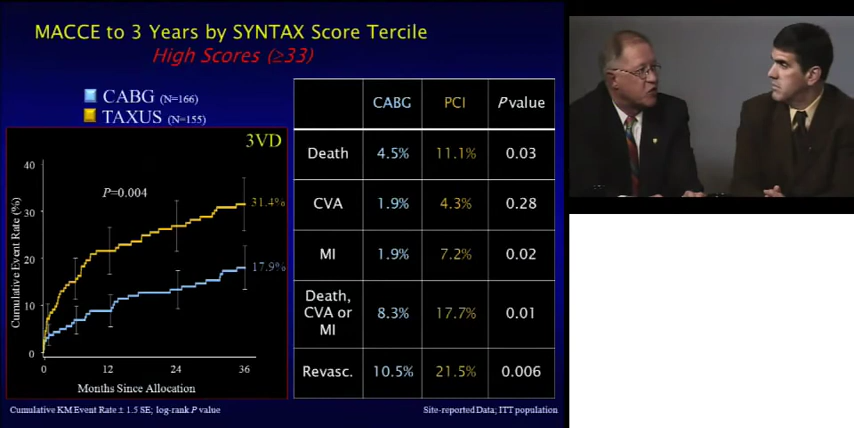 MACCE to 3 Years by SYNTAX Score Tercile
High Scores (≥33)
CABG (N=166)
TAXUS (N=155)
3VD
P=0.004
31.4%
17.9%
Cumulative Event Rate (%)
40
30
20
10
0
0 12 24 36
Months Since Allocation
CABG PCI P value
Death 4.5% 11.1% 0.03
CVA 1.9% 4.3% 0.28
MI 1.9% 7.2% 0.02
Death,
CVA or
MI
8.3% 17.7% 0.01
Revasc. 10.5% 21.5% 0.006
Cumulative KM Event Rate ± 1.5 SE; log-rank P value
Site-reported Data; ITT population